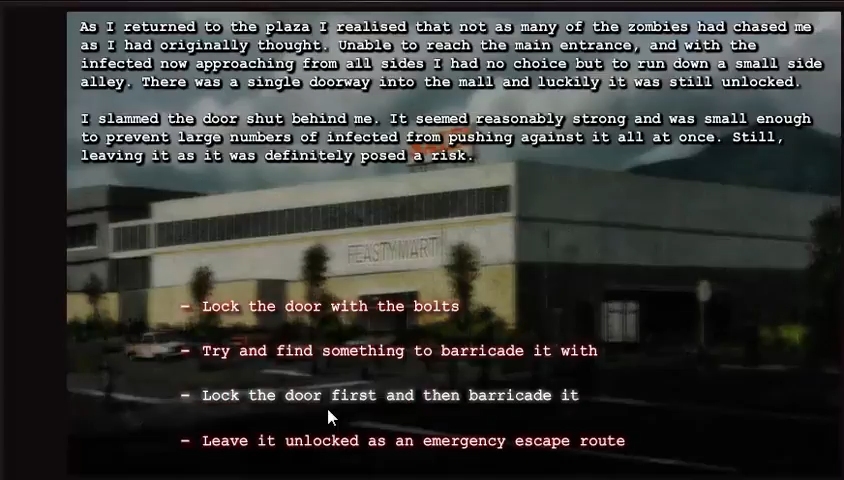 As I returned to the plaza I realised that not as many of the zombies had chased me
as I had originally thought. Unable to reach the main entrance, and with the
infected now approaching from all sides I had no choice but to run down a small side
alley. There was a single doorway into the mall and luckily it was still unlocked.
I slammed the door shut behind me. It seemed reasonably strong and was small enough
to prevent large numbers of infected from pushing against it all at once. Still,
leaving it as it was definitely posed a risk.
FEASTYMART
- Lock the door with the bolts
- Try and find something to barricade it with
- Lock the door first and then barricade it
- Leave it unlocked as an emergency escape route